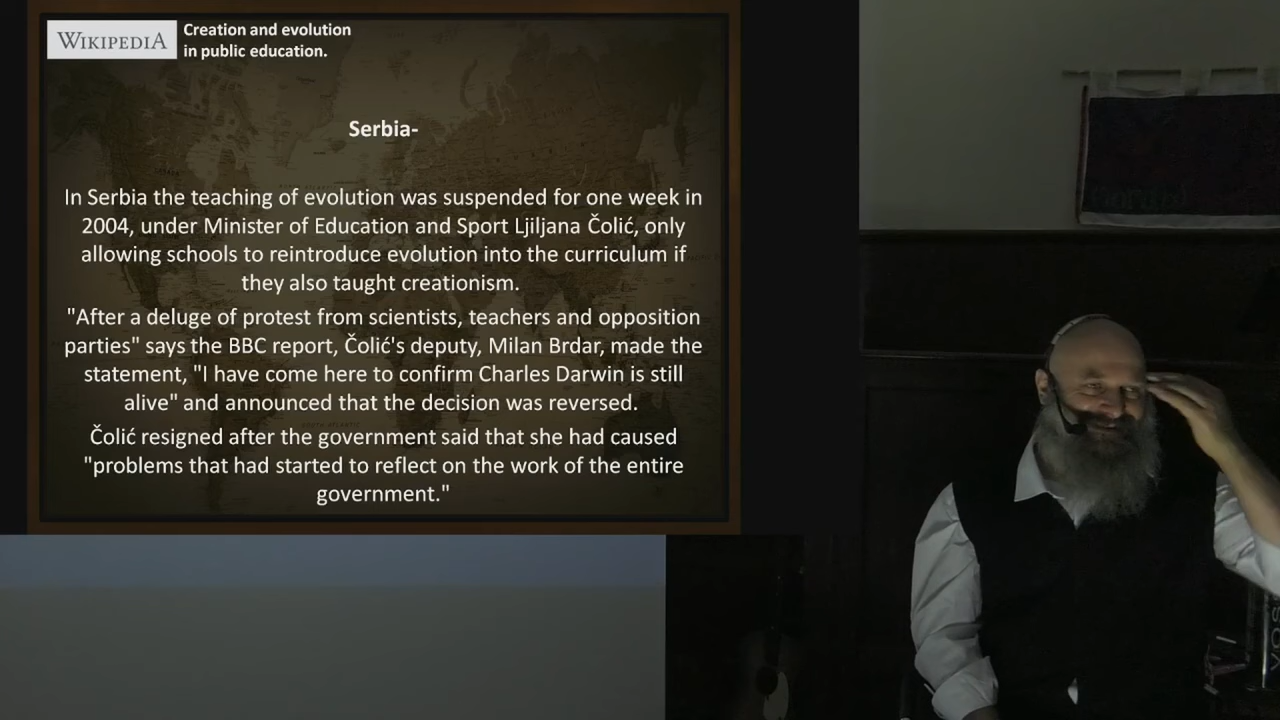 WIKIPEDIA
Creation and evolution
in public education.
Serbia-
In Serbia the teaching of evolution was suspended for one week in
2004, under Minister of Education and Sport Ljiljana Čolić, only
allowing schools to reintroduce evolution into the curriculum if
they also taught creationism.
"After a deluge of protest from scientists, teachers and opposition
parties" says the BBC report, Čolić's deputy, Milan Brdar, made the
statement, "I have come here to confirm Charles Darwin is still
alive" and announced that the decision was reversed.
Čolić resigned after the government said that she had caused
"problems that had started to reflect on the work of the entire
government."